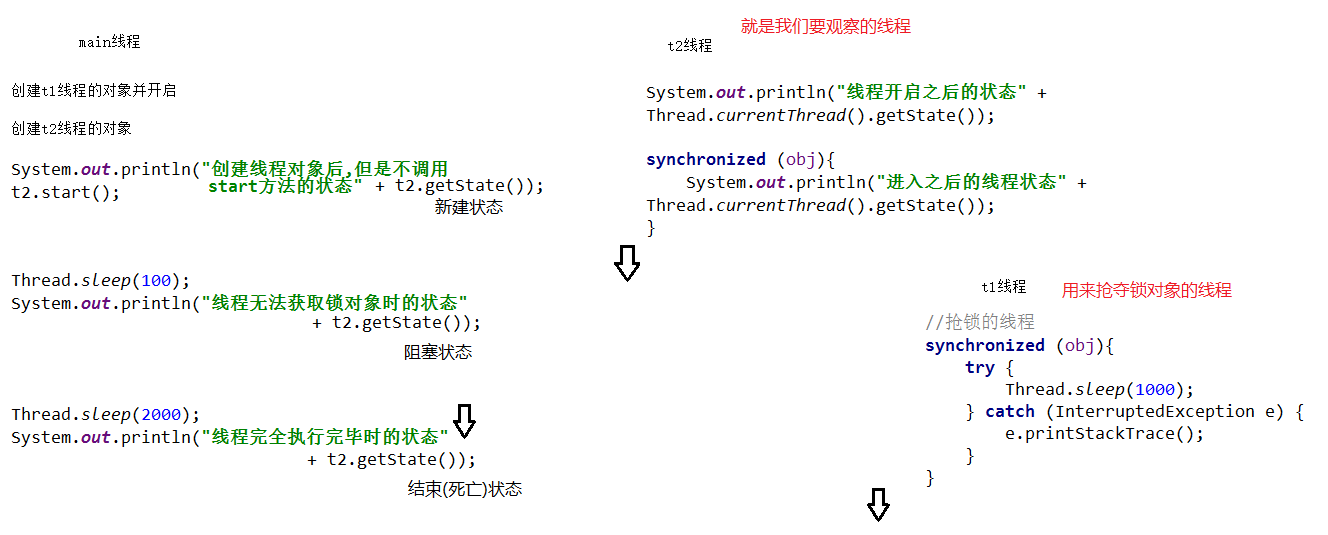 main线程
创建t1线程的对象并开启
创建t2线程的对象
System.out.println("创建线程对象后,但是不调用
start方法的状态" + t2.getState());
t2.start();
新建状态
Thread.sleep(100);
System.out.println("线程无法获取锁对象时的状态"
+ t2.getState());
阻塞状态
Thread.sleep(2000);
System.out.println("线程完全执行完毕时的状态"
+ t2.getState());
结束(死亡)状态
就是我们要观察的线程
t2线程
System.out.println("线程开启之后的状态" +
Thread.currentThread().getState());
synchronized (obj){
System.out.println("进入之后的线程状态" +
Thread.currentThread().getState());
}
t1线程
用来抢夺锁对象的线程
//抢锁的线程
synchronized (obj){
try {
Thread.sleep(1000);
} catch (InterruptedException e) {
e.printStackTrace();
}
}